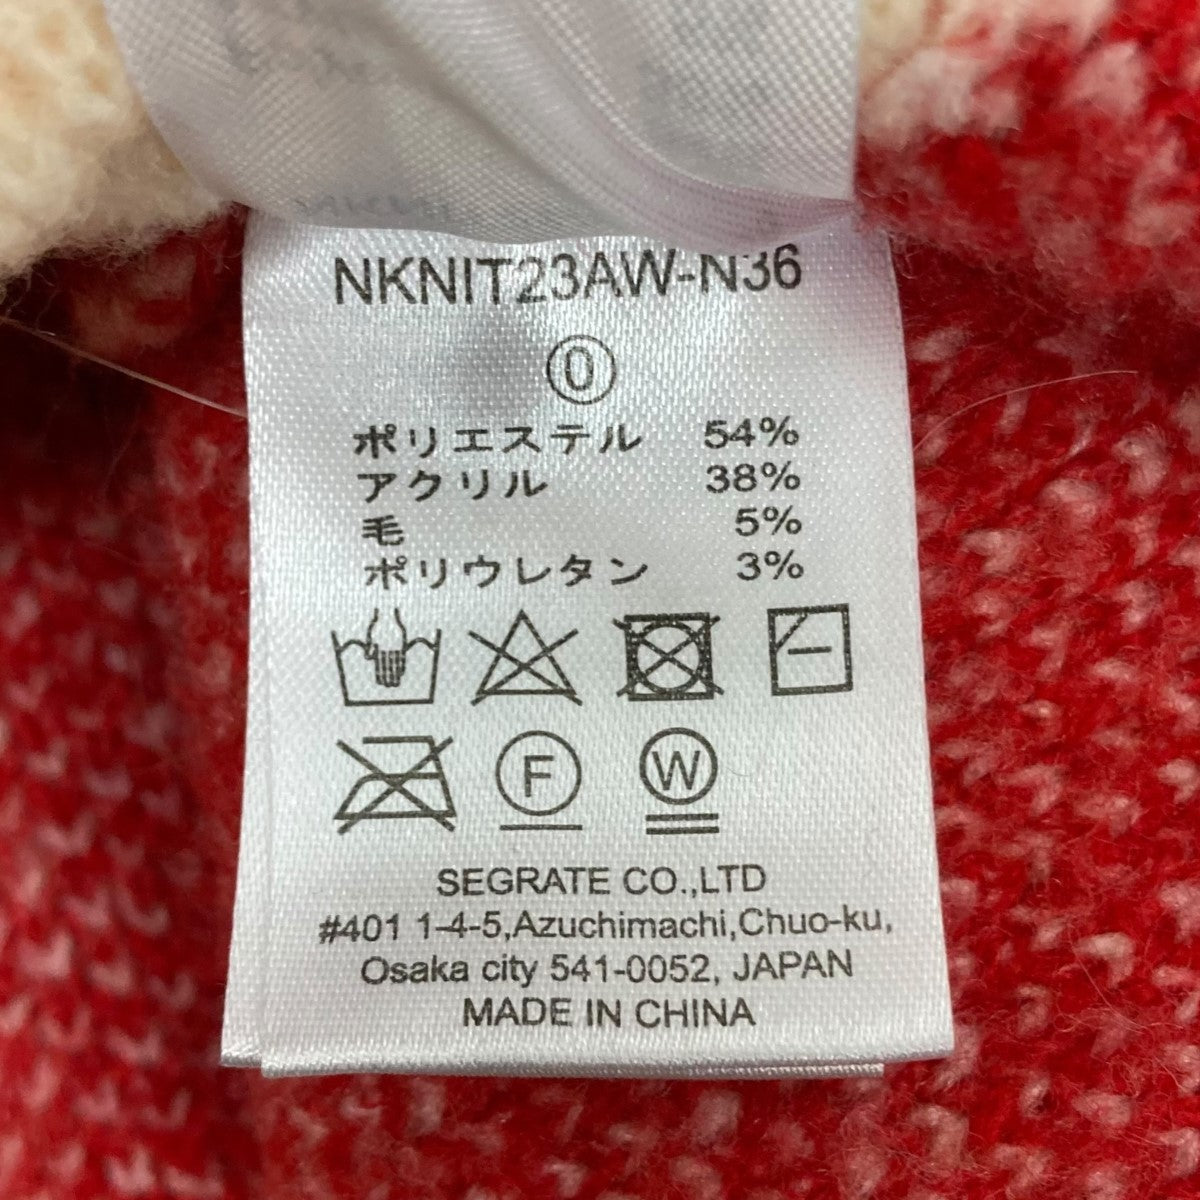 NKNIT23AW-N36
0
ポリエステル 54%
アクリル 38%
毛 5%
ポリウレタン 3%
F W
SEGRATE CO.,LTD
#401 1-4-5,Azuchimachi,Chuo-ku,
Osaka city 541-0052, JAPAN
MADE IN CHINA